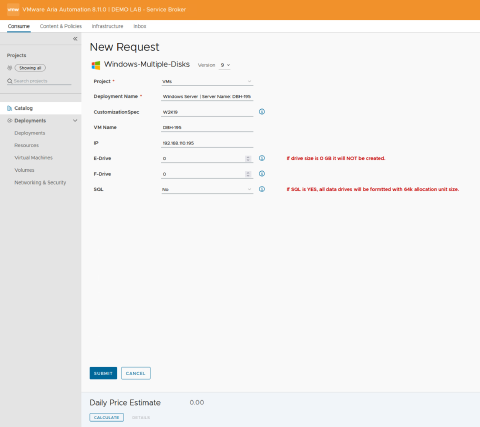 vmw VMware Aria Automation 8.11.0 | DEMO LAB - Service Broker
Consume Content & Policies Infrastructure Inbox
Projects
Showing all
Search projects
Catalog
Deployments
Deployments
Resources
Virtual Machines
Volumes
Networking & Security
New Request
Windows-Multiple-Disks Version 9
Project * VMs
Deployment Name * Windows Server | Server Name: DBH-195
CustomizationSpec W2K19
VM Name DBH-195
IP 192.168.110.195
E-Drive 0 If drive size is 0 GB it will NOT be created.
F-Drive 0
SQL No If SQL is YES, all data drives will be formitted with 64k allocation unit size.
SUBMIT CANCEL
Daily Price Estimate 0.00
CALCULATE DETAILS